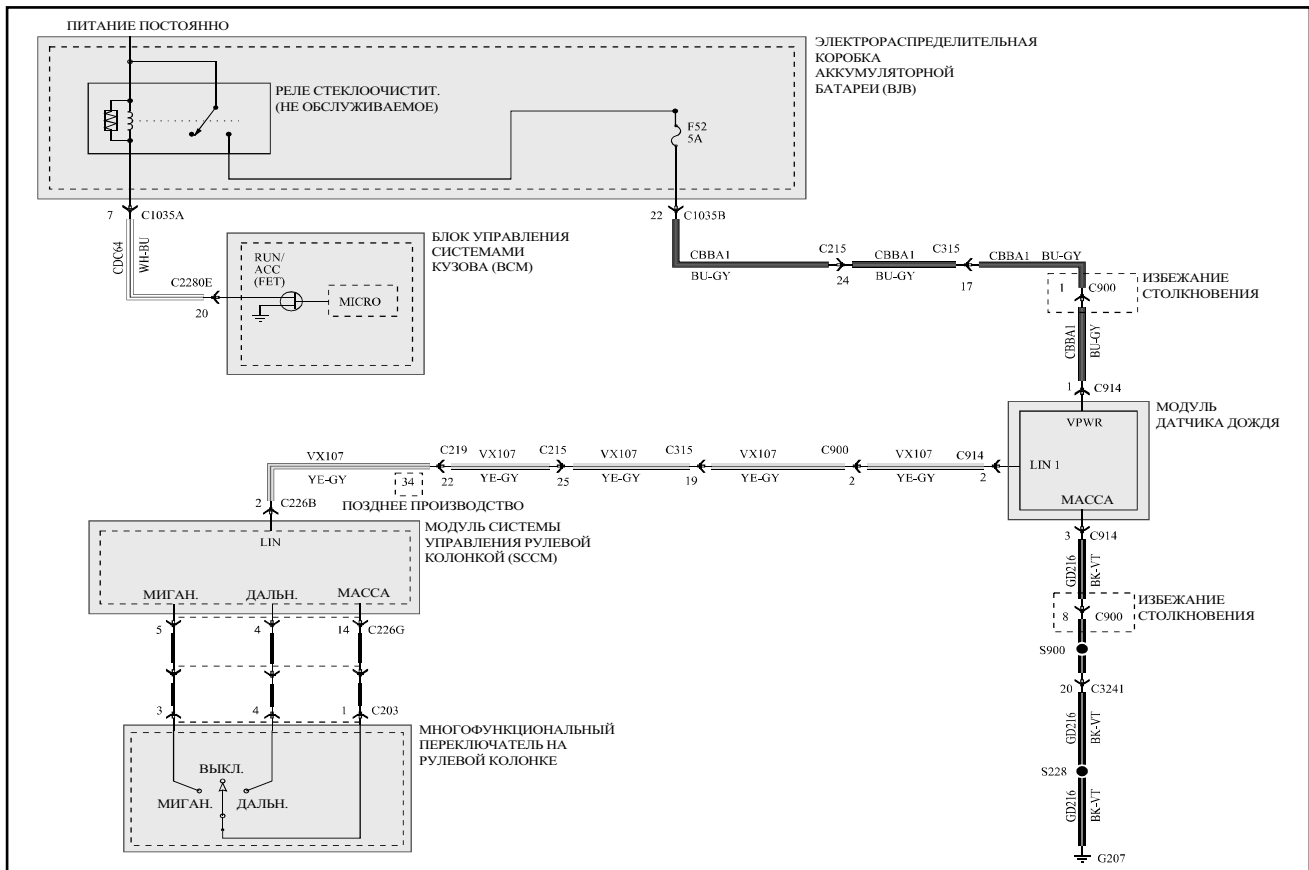 ПИТАНИЕ ПОСТОЯННО
ЭЛЕКТРОРАСПРЕДЕЛИТЕЛЬНАЯ
КОРОБКА
АККУМУЛЯТОРНОЙ
БАТАРЕИ (BJB)
РЕЛЕ СТЕКЛООЧИСТИТ.
(НЕ ОБСЛУЖИВАЕМОЕ)
F52
5A
7 C1035A
22 C1035B
CDC64
WH-BU
БЛОК УПРАВЛЕНИЯ
СИСТЕМАМИ
КУЗОВА (BCM)
RUN/
ACC
(FET)
MICRO
C2280E
20
CBBA1
BU-GY
C215
24
CBBA1
BU-GY
C315
17
CBBA1 BU-GY
ИЗБЕЖАНИЕ
СТОЛКНОВЕНИЯ
1 C900
CBBA1
BU-GY
1 C914
МОДУЛЬ
ДАТЧИКА ДОЖДЯ
VPWR
LIN 1
МАССА
VX107
YE-GY
34
C219
22
VX107
YE-GY
C215
25
VX107
YE-GY
C315
19
VX107
YE-GY
C900
2
VX107
YE-GY
C914
2
2 C226B
ПОЗДНЕЕ ПРОИЗВОДСТВО
МОДУЛЬ СИСТЕМЫ
УПРАВЛЕНИЯ РУЛЕВОЙ
КОЛОНКОЙ (SCCM)
LIN
МИГАН. ДАЛЬН. МАССА
5 4 14 C226G
3 4 1 C203
МНОГОФУНКЦИОНАЛЬНЫЙ
ПЕРЕКЛЮЧАТЕЛЬ НА
РУЛЕВОЙ КОЛОНКЕ
ВЫКЛ.
МИГАН. ДАЛЬН.
3 C914
GD216
BK-VT
ИЗБЕЖАНИЕ
СТОЛКНОВЕНИЯ
8 C900
S900
20 C3241
GD216
BK-VT
S228
GD216
BK-VT
G207